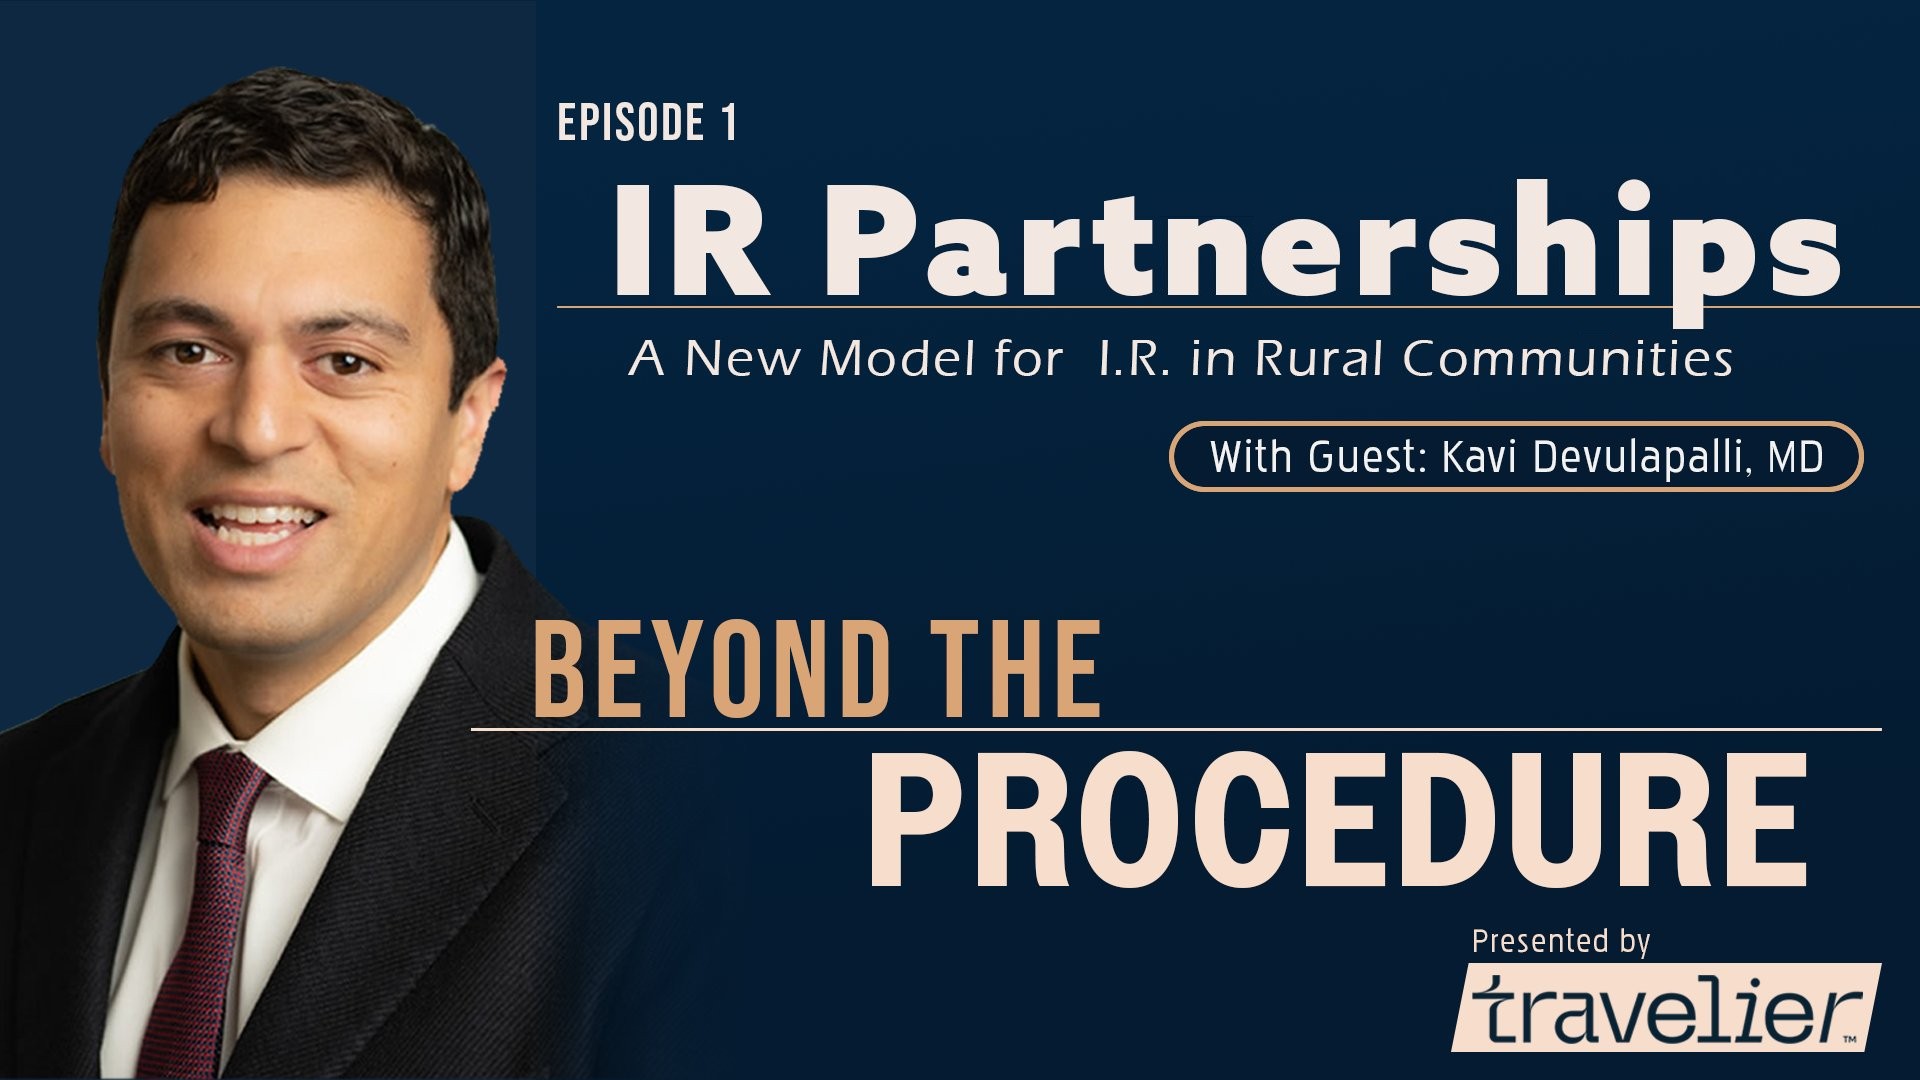 EPISODE 1
IR Partnerships
A New Model for I.R. in Rural Communities
With Guest: Kavi Devulapalli, MD
BEYOND THE
PROCEDURE
Presented by
travelier™